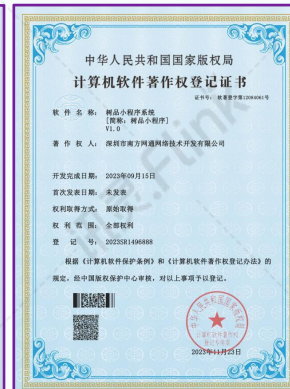 中华人民共和国国家版权局
计算机软件著作权登记证书
证书号： 软著登字第12084061号
软 件 名 称： 树品小程序系统
[简称：树品小程序]
V1.0
著 作 权 人： 深圳市南方网通网络技术开发有限公司
开发完成日期： 2023年09月15日
首次发表日期： 未发表
权利取得方式： 原始取得
权 利 范 围： 全部权利
登 记 号： 2023SR1496888
根据《计算机软件保护条例》和《计算机软件著作权登记办法》的
规定，经中国版权保护中心审核，对以上事项予以登记。
2023年11月23日